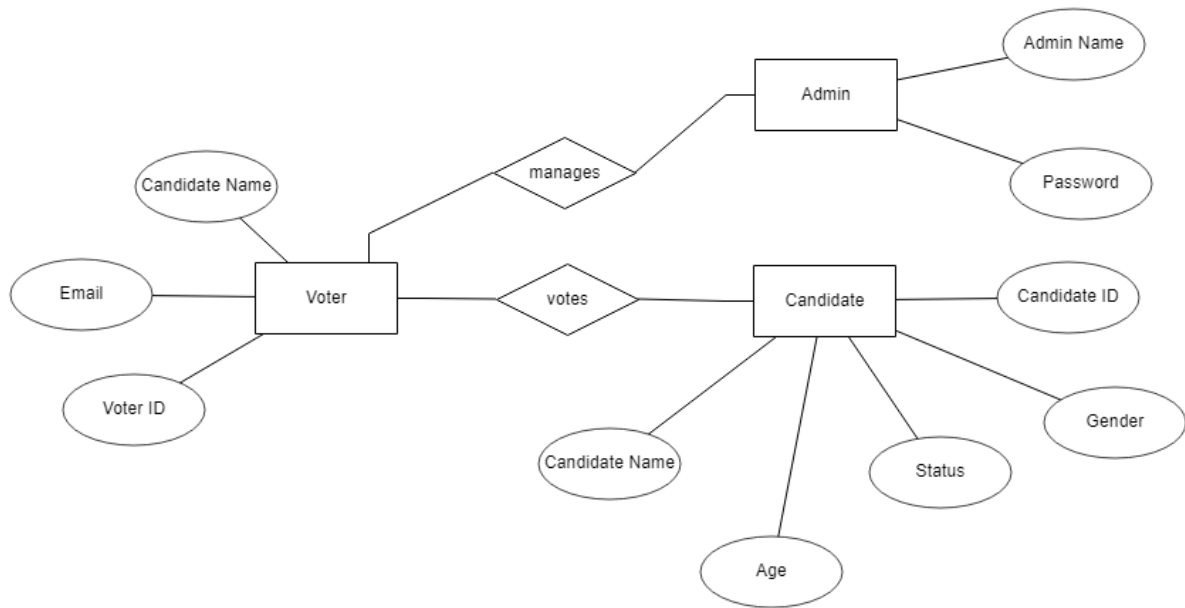 Admin Name
Admin
manages
Password
Candidate Name
Email
Voter
votes
Candidate
Candidate ID
Voter ID
Gender
Candidate Name
Status
Age